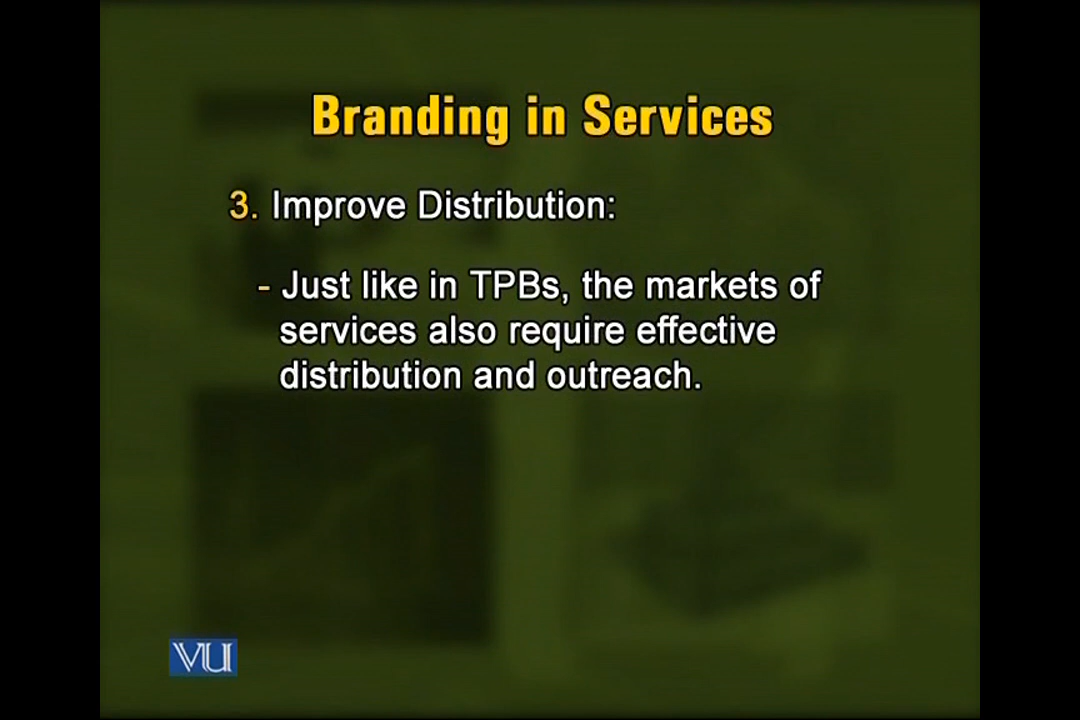 Branding in Services
3. Improve Distribution:
- Just like in TPBs, the markets of
services also require effective
distribution and outreach.
VU